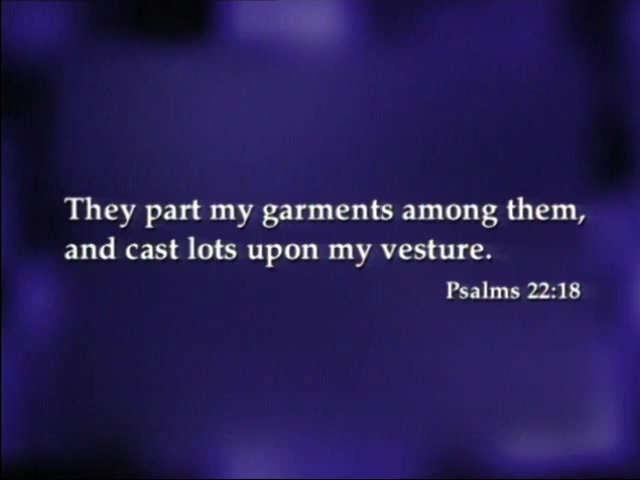 They part my garments among them,
and cast lots upon my vesture.
Psalms 22:18